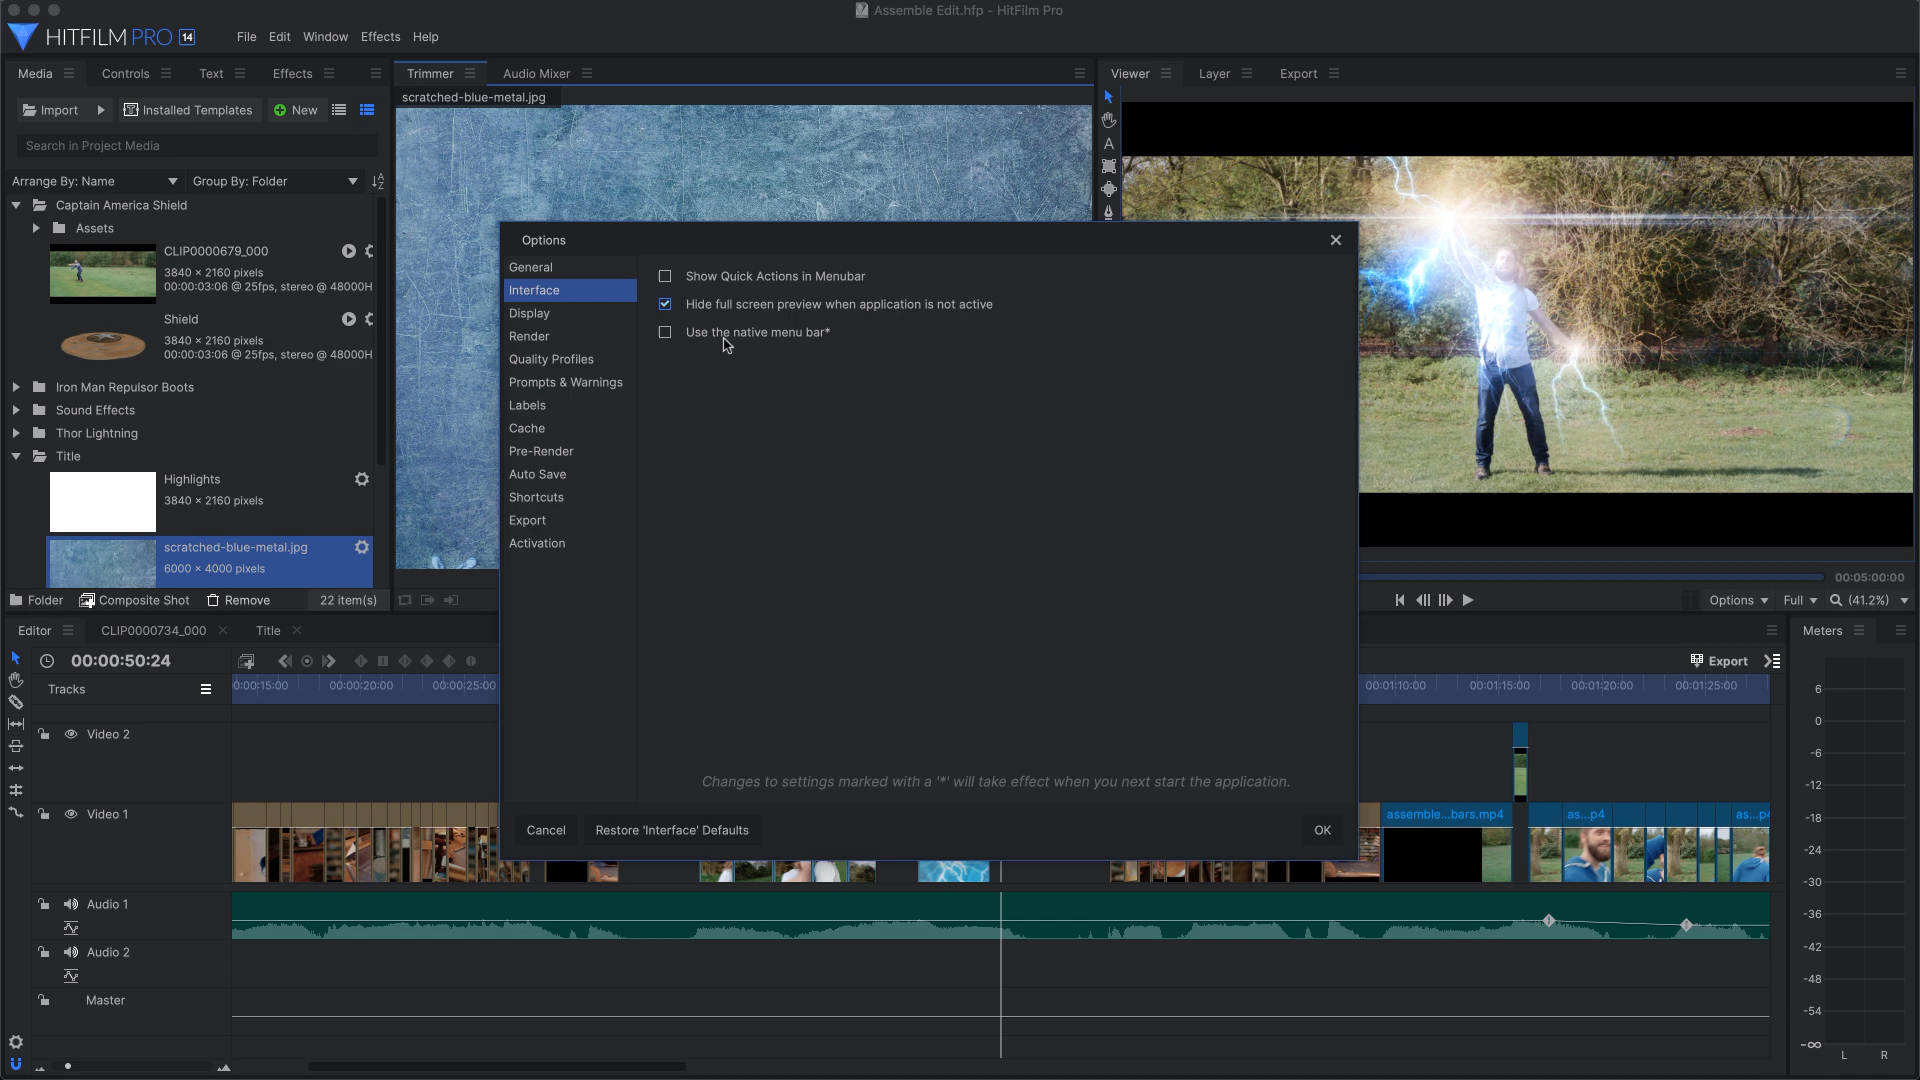 Assemble Edit.hfp - HitFilm Pro
HITFILM PRO 14
File Edit Window Effects Help
Media Controls Text Effects
Trimmer Audio Mixer
Viewer Layer Export
scratched-blue-metal.jpg
Import Installed Templates New
Search in Project Media
Arrange By: Name Group By: Folder
Captain America Shield
Assets
CLIP0000679_000
3840 × 2160 pixels
00:00:03:06 @ 25fps, stereo @ 48000H
Shield
3840 × 2160 pixels
00:00:03:06 @ 25fps, stereo @ 48000H
Iron Man Repulsor Boots
Sound Effects
Thor Lightning
Title
Highlights
3840 × 2160 pixels
scratched-blue-metal.jpg
6000 × 4000 pixels
Folder Composite Shot Remove 22 item(s)
Options
General
Interface
Display
Render
Quality Profiles
Prompts & Warnings
Labels
Cache
Pre-Render
Auto Save
Shortcuts
Export
Activation
Show Quick Actions in Menubar
Hide full screen preview when application is not active
Use the native menu bar*
Changes to settings marked with a '*' will take effect when you next start the application.
Cancel Restore 'Interface' Defaults OK
00:05:00:00
Options Full (41.2%)
Editor CLIP0000734_000 Title
00:00:50:24
Export
Tracks
0:00:15:00 00:00:20:00 00:00:25:00 00:01:10:00 00:01:15:00 00:01:20:00 00:01:25:00
Video 2
Video 1
assemble...bars.mp4 as...p4 as...p4
Audio 1
Audio 2
Master
Meters
6
0
-6
-12
-18
-24
-30
-36
-42
-48
-54
-∞
L R